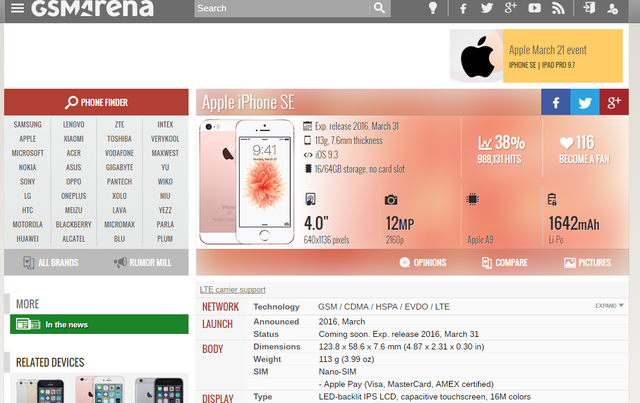 GSMArena
Search
Apple March 21 event
IPHONE SE | IPAD PRO 9.7
PHONE FINDER
SAMSUNG LENOVO ZTE INTEX
APPLE XIAOMI TOSHIBA VERYKOOL
MICROSOFT ACER VODAFONE MAXWEST
NOKIA ASUS GIGABYTE YU
SONY OPPO PANTECH WIKO
LG ONEPLUS XOLO NIU
HTC MEIZU LAVA YEZZ
MOTOROLA BLACKBERRY MICROMAX PARLA
HUAWEI ALCATEL BLU PLUM
ALL BRANDS RUMOR MILL
Apple iPhone SE
9:41
Exp. release 2016, March 31
113g, 7.6mm thickness
iOS 9.3
16/64GB storage, no card slot
38%
988,131 HITS
116
BECOME A FAN
4.0"
640x1136 pixels
12MP
2160p
Apple A9
1642mAh
Li-Po
OPINIONS COMPARE PICTURES
MORE
In the news
RELATED DEVICES
LTE carrier support
NETWORK Technology GSM / CDMA / HSPA / EVDO / LTE EXPAND
LAUNCH Announced 2016, March
Status Coming soon. Exp. release 2016, March 31
BODY Dimensions 123.8 x 58.6 x 7.6 mm (4.87 x 2.31 x 0.30 in)
Weight 113 g (3.99 oz)
SIM Nano-SIM
- Apple Pay (Visa, MasterCard, AMEX certified)
DISPLAY Type LED-backlit IPS LCD, capacitive touchscreen, 16M colors